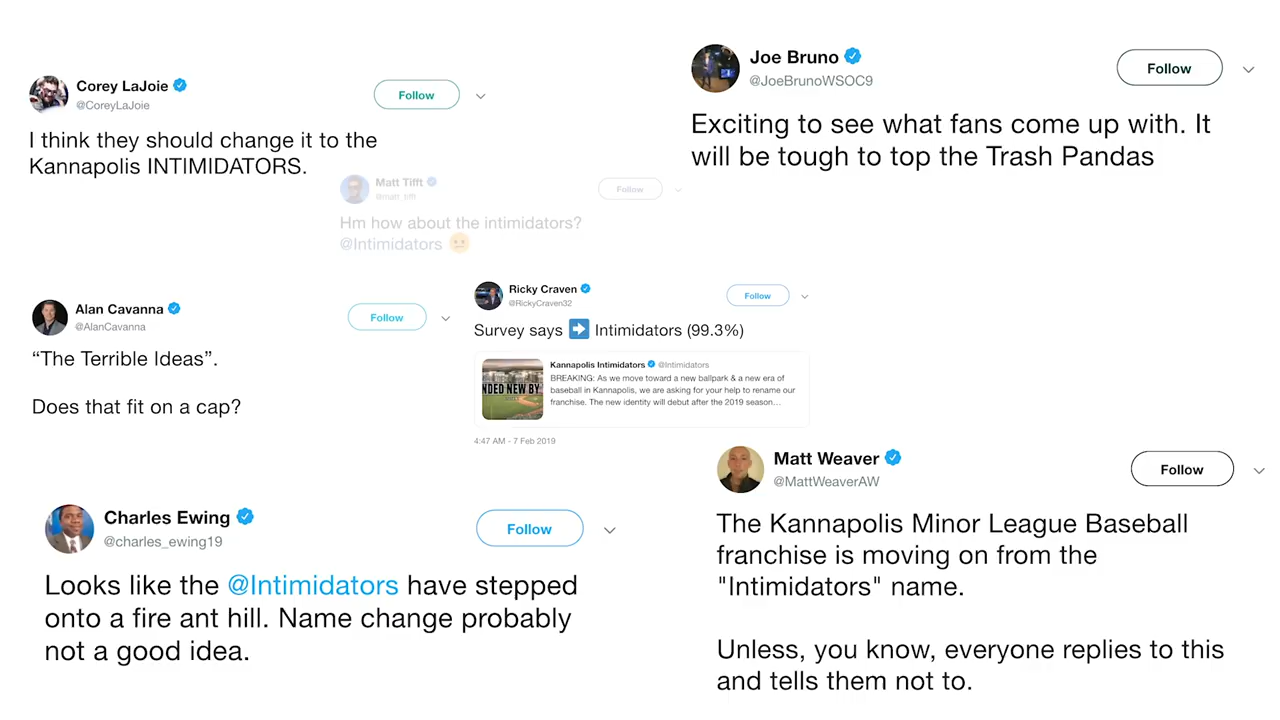 Corey LaJoie
@CoreyLaJoie
Follow
I think they should change it to the
Kannapolis INTIMIDATORS.
Joe Bruno
@JoeBrunoWSOC9
Follow
Exciting to see what fans come up with. It
will be tough to top the Trash Pandas
Matt Tifft
@matt_tifft
Follow
Hm how about the intimidators?
@Intimidators
Alan Cavanna
@AlanCavanna
Follow
“The Terrible Ideas”.
Does that fit on a cap?
Ricky Craven
@RickyCraven32
Follow
Survey says ➡️ Intimidators (99.3%)
Kannapolis Intimidators @Intimidators
BREAKING: As we move toward a new ballpark & a new era of
baseball in Kannapolis, we are asking for your help to rename our
franchise. The new identity will debut after the 2019 season...
NDED NEW BY
4:47 AM - 7 Feb 2019
Charles Ewing
@charles_ewing19
Follow
Looks like the @Intimidators have stepped
onto a fire ant hill. Name change probably
not a good idea.
Matt Weaver
@MattWeaverAW
Follow
The Kannapolis Minor League Baseball
franchise is moving on from the
"Intimidators" name.
Unless, you know, everyone replies to this
and tells them not to.